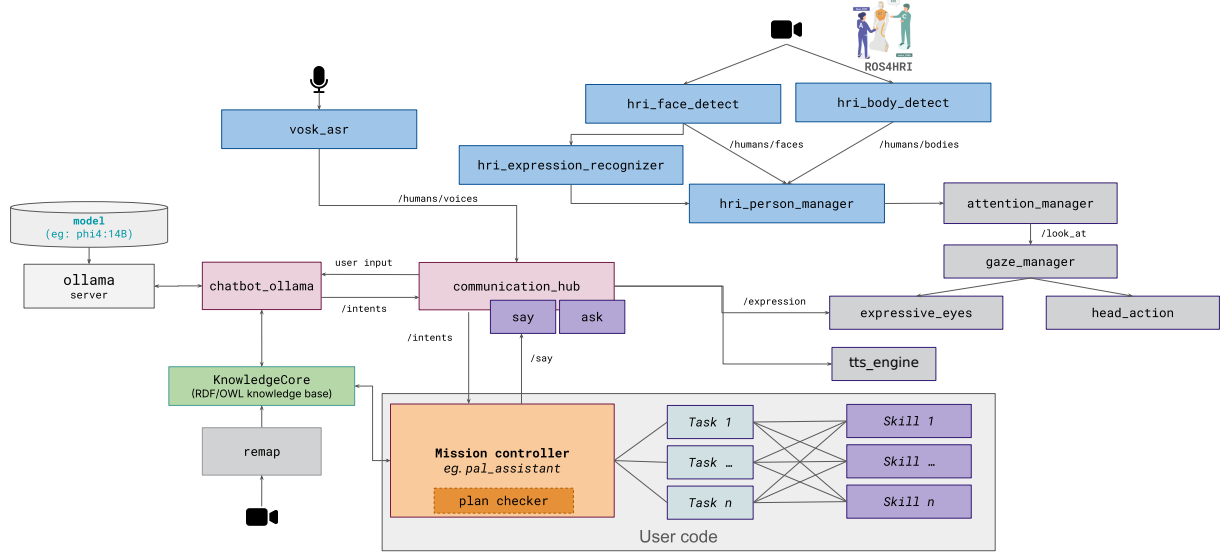 ROS4HRI
hri_face_detect
hri_body_detect
vosk_asr
/humans/faces
/humans/bodies
hri_expression_recognizer
/humans/voices
hri_person_manager
attention_manager
model
(eg: phi4:14B)
/look_at
user input
gaze_manager
ollama
server
chatbot_ollama
communication_hub
/intents
/expression
say
ask
expressive_eyes
head_action
/intents
/say
tts_engine
KnowledgeCore
(RDF/OWL knowledge base)
remap
Mission controller
eg. pal_assistant
plan checker
Task 1
Task …
Task n
Skill 1
Skill …
Skill n
User code